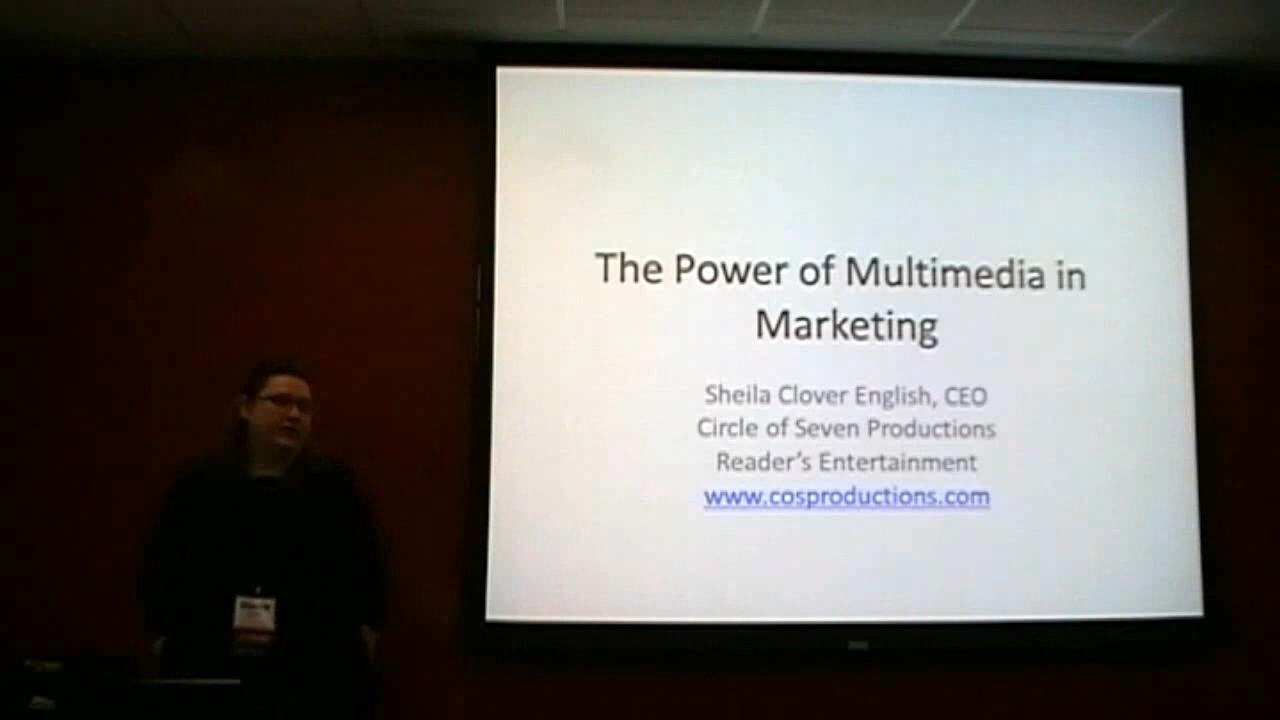 The Power of Multimedia in
Marketing
Sheila Clover English, CEO
Circle of Seven Productions
Reader's Entertainment
www.cosproductions.com